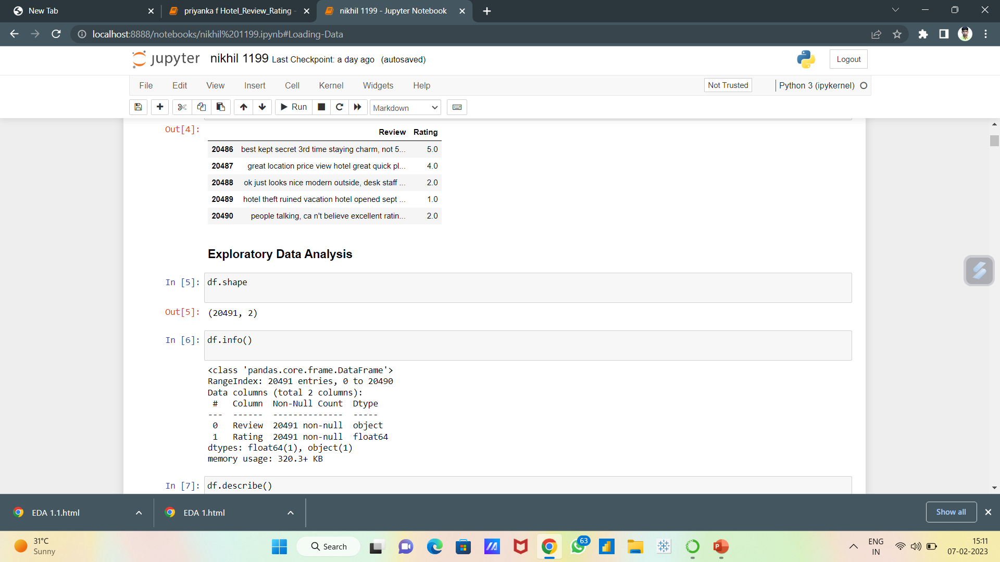 New Tab
priyanka f Hotel_Review_Rating -
nikhil 1199 - Jupyter Notebook
localhost:8888/notebooks/nikhil%201199.ipynb#Loading-Data
jupyter nikhil 1199 Last Checkpoint: a day ago (autosaved)
Logout
File Edit View Insert Cell Kernel Widgets Help
Not Trusted
Python 3 (ipykernel)
Run
Markdown
Out[4]:
Review Rating
20486 best kept secret 3rd time staying charm, not 5... 5.0
20487 great location price view hotel great quick pl... 4.0
20488 ok just looks nice modern outside, desk staff ... 2.0
20489 hotel theft ruined vacation hotel opened sept ... 1.0
20490 people talking, ca n't believe excellent ratin... 2.0
Exploratory Data Analysis
In [5]: df.shape
Out[5]: (20491, 2)
In [6]: df.info()
<class 'pandas.core.frame.DataFrame'>
RangeIndex: 20491 entries, 0 to 20490
Data columns (total 2 columns):
# Column Non-Null Count Dtype
--- ------ -------------- -----
0 Review 20491 non-null object
1 Rating 20491 non-null float64
dtypes: float64(1), object(1)
memory usage: 320.3+ KB
In [7]: df.describe()
EDA 1.1.html
EDA 1.html
Show all
31°C
Sunny
Search
63
ENG
IN
15:11
07-02-2023